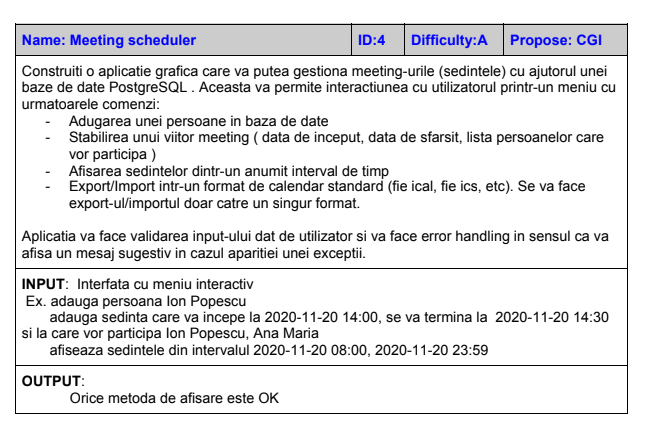 Name: Meeting scheduler ID:4 Difficulty:A Propose: CGI
Construiti o aplicatie grafica care va putea gestiona meeting-urile (sedintele) cu ajutorul unei
baze de date PostgreSQL . Aceasta va permite interactiunea cu utilizatorul printr-un meniu cu
urmatoarele comenzi:
- Adugarea unei persoane in baza de date
- Stabilirea unui viitor meeting ( data de inceput, data de sfarsit, lista persoanelor care
vor participa )
- Afisarea sedintelor dintr-un anumit interval de timp
- Export/Import intr-un format de calendar standard (fie ical, fie ics, etc). Se va face
export-ul/importul doar catre un singur format.
Aplicatia va face validarea input-ului dat de utilizator si va face error handling in sensul ca va
afisa un mesaj sugestiv in cazul aparitiei unei exceptii.
INPUT: Interfata cu meniu interactiv
Ex. adauga persoana Ion Popescu
adauga sedinta care va incepe la 2020-11-20 14:00, se va termina la 2020-11-20 14:30
si la care vor participa Ion Popescu, Ana Maria
afiseaza sedintele din intervalul 2020-11-20 08:00, 2020-11-20 23:59
OUTPUT:
Orice metoda de afisare este OK